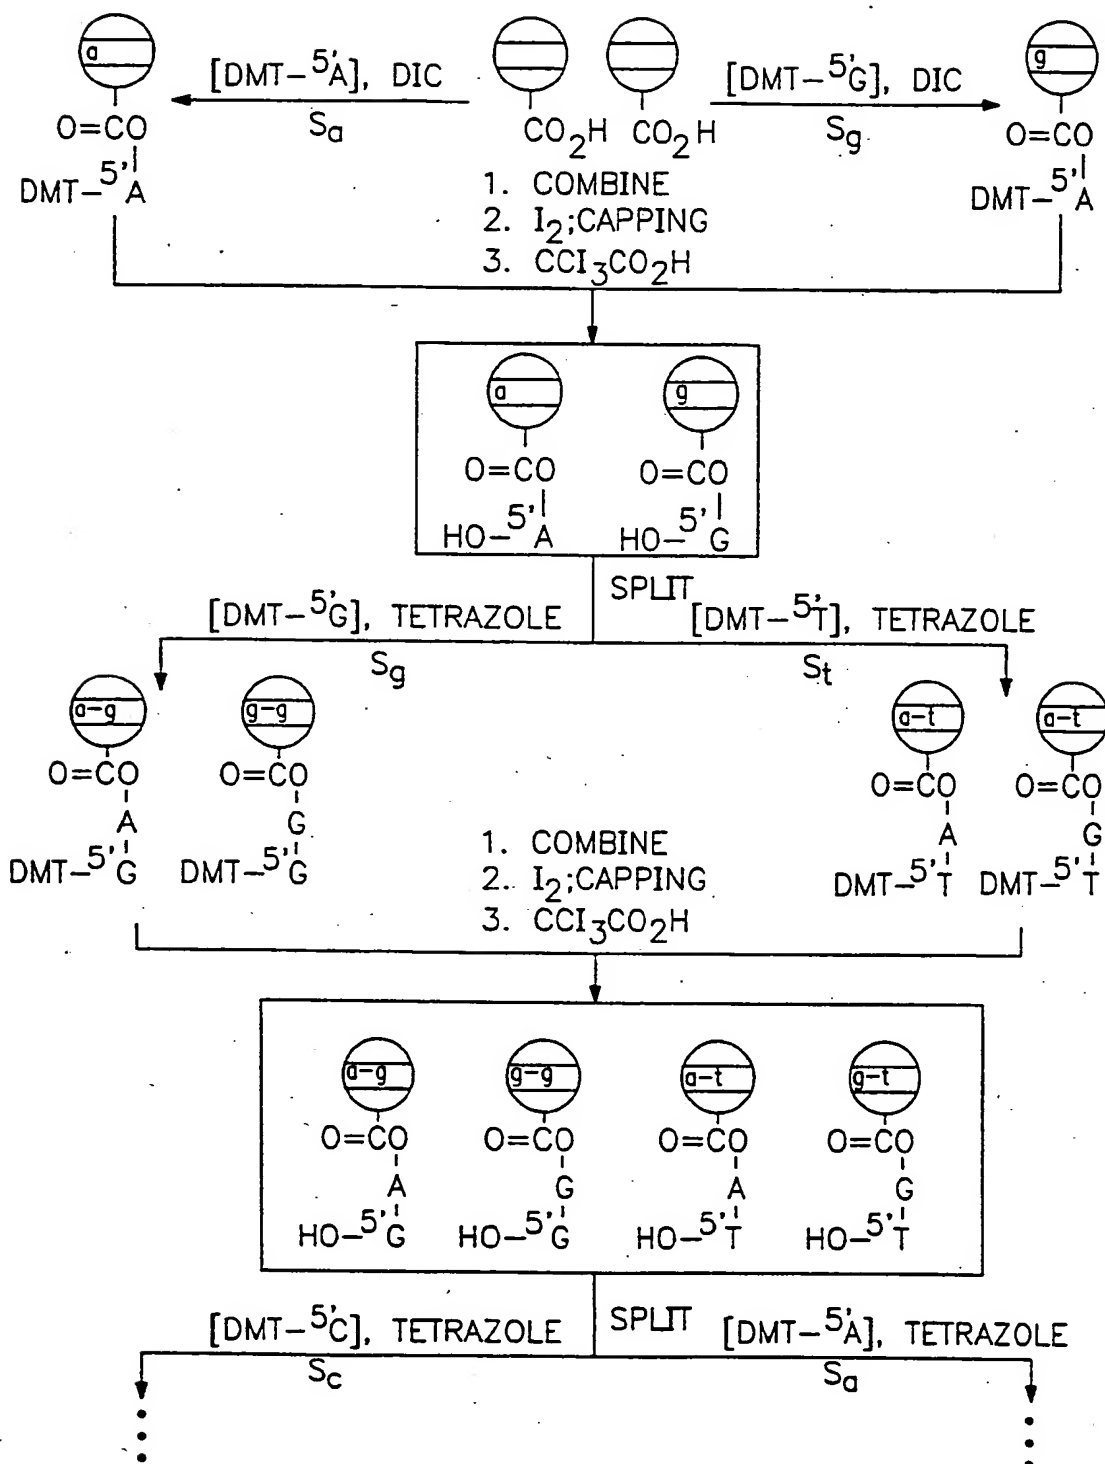 a
g
[DMT-5'A], DIC
[DMT-5'G], DIC
Sa
Sg
CO2H
CO2H
O=CO
O=CO
DMT-5'A
DMT-5'A
1. COMBINE
2. I2;CAPPING
3. CCl3CO2H
a
g
O=CO
O=CO
HO-5'A
HO-5'G
SPLIT
[DMT-5'G], TETRAZOLE
[DMT-5'T], TETRAZOLE
Sg
St
a-g
g-g
a-t
a-t
O=CO
O=CO
O=CO
O=CO
A
G
A
G
DMT-5'G
DMT-5'G
DMT-5'T
DMT-5'T
1. COMBINE
2. I2;CAPPING
3. CCl3CO2H
a-g
g-g
a-t
g-t
O=CO
O=CO
O=CO
O=CO
A
G
A
G
HO-5'G
HO-5'G
HO-5'T
HO-5'T
SPLIT
[DMT-5'C], TETRAZOLE
[DMT-5'A], TETRAZOLE
Sc
Sa